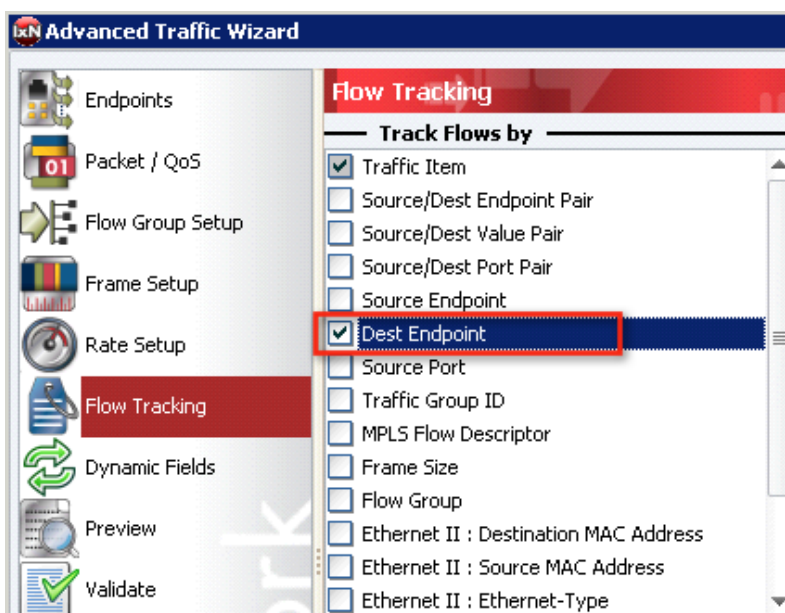 IxN Advanced Traffic Wizard
Endpoints
Packet / QoS
Flow Group Setup
Frame Setup
Rate Setup
Flow Tracking
Dynamic Fields
Preview
Validate
Flow Tracking
Track Flows by
Traffic Item
Source/Dest Endpoint Pair
Source/Dest Value Pair
Source/Dest Port Pair
Source Endpoint
Dest Endpoint
Source Port
Traffic Group ID
MPLS Flow Descriptor
Frame Size
Flow Group
Ethernet II : Destination MAC Address
Ethernet II : Source MAC Address
Ethernet II : Ethernet-Type
01
ork